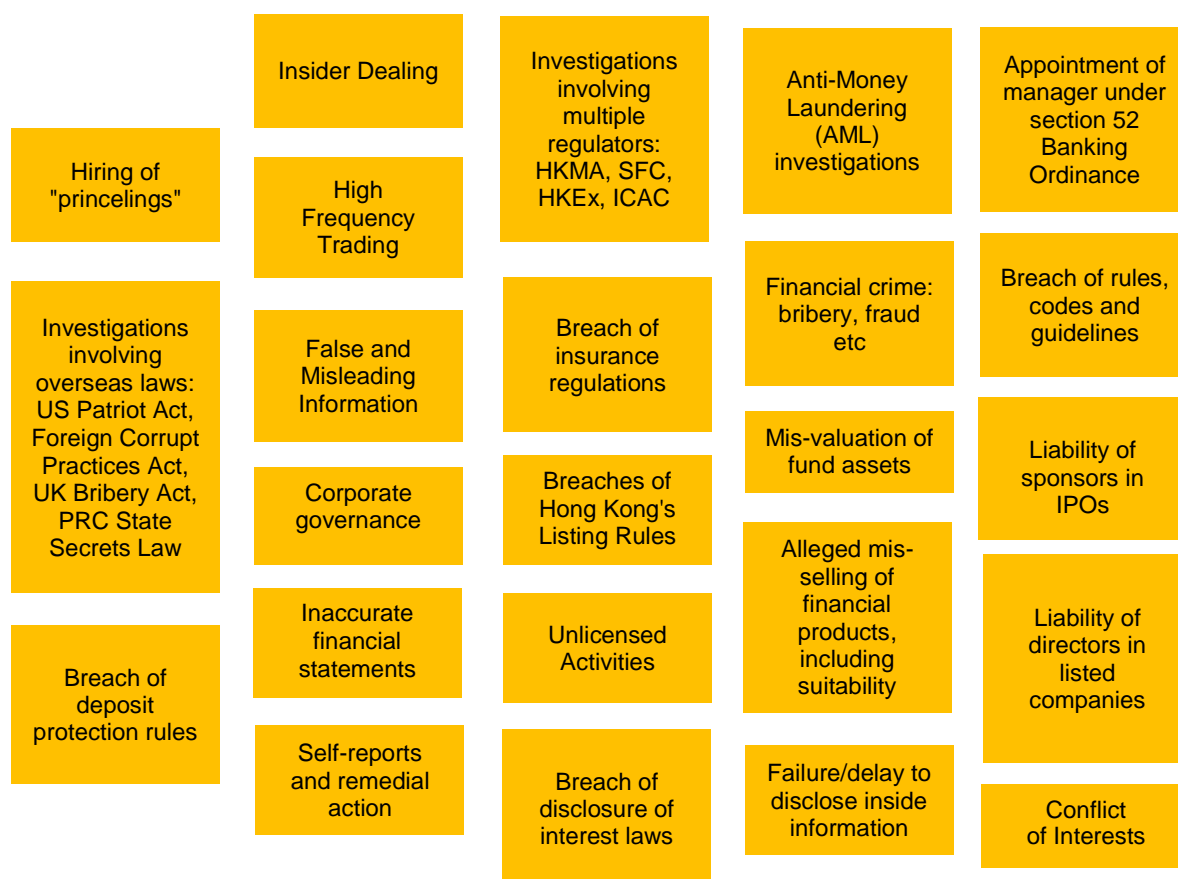 Hiring of
"princelings"
Investigations
involving
overseas laws:
US Patriot Act,
Foreign Corrupt
Practices Act,
UK Bribery Act,
PRC State
Secrets Law
Breach of
deposit
protection rules
Insider Dealing
High
Frequency
Trading
False and
Misleading
Information
Corporate
governance
Inaccurate
financial
statements
Self-reports
and remedial
action
Investigations
involving
multiple
regulators:
HKMA, SFC,
HKEx, ICAC
Breach of
insurance
regulations
Breaches of
Hong Kong's
Listing Rules
Unlicensed
Activities
Breach of
disclosure of
interest laws
Anti-Money
Laundering
(AML)
investigations
Financial crime:
bribery, fraud
etc
Mis-valuation of
fund assets
Alleged mis-
selling of
financial
products,
including
suitability
Failure/delay to
disclose inside
information
Appointment of
manager under
section 52
Banking
Ordinance
Breach of rules,
codes and
guidelines
Liability of
sponsors in
IPOs
Liability of
directors in
listed
companies
Conflict
of Interests